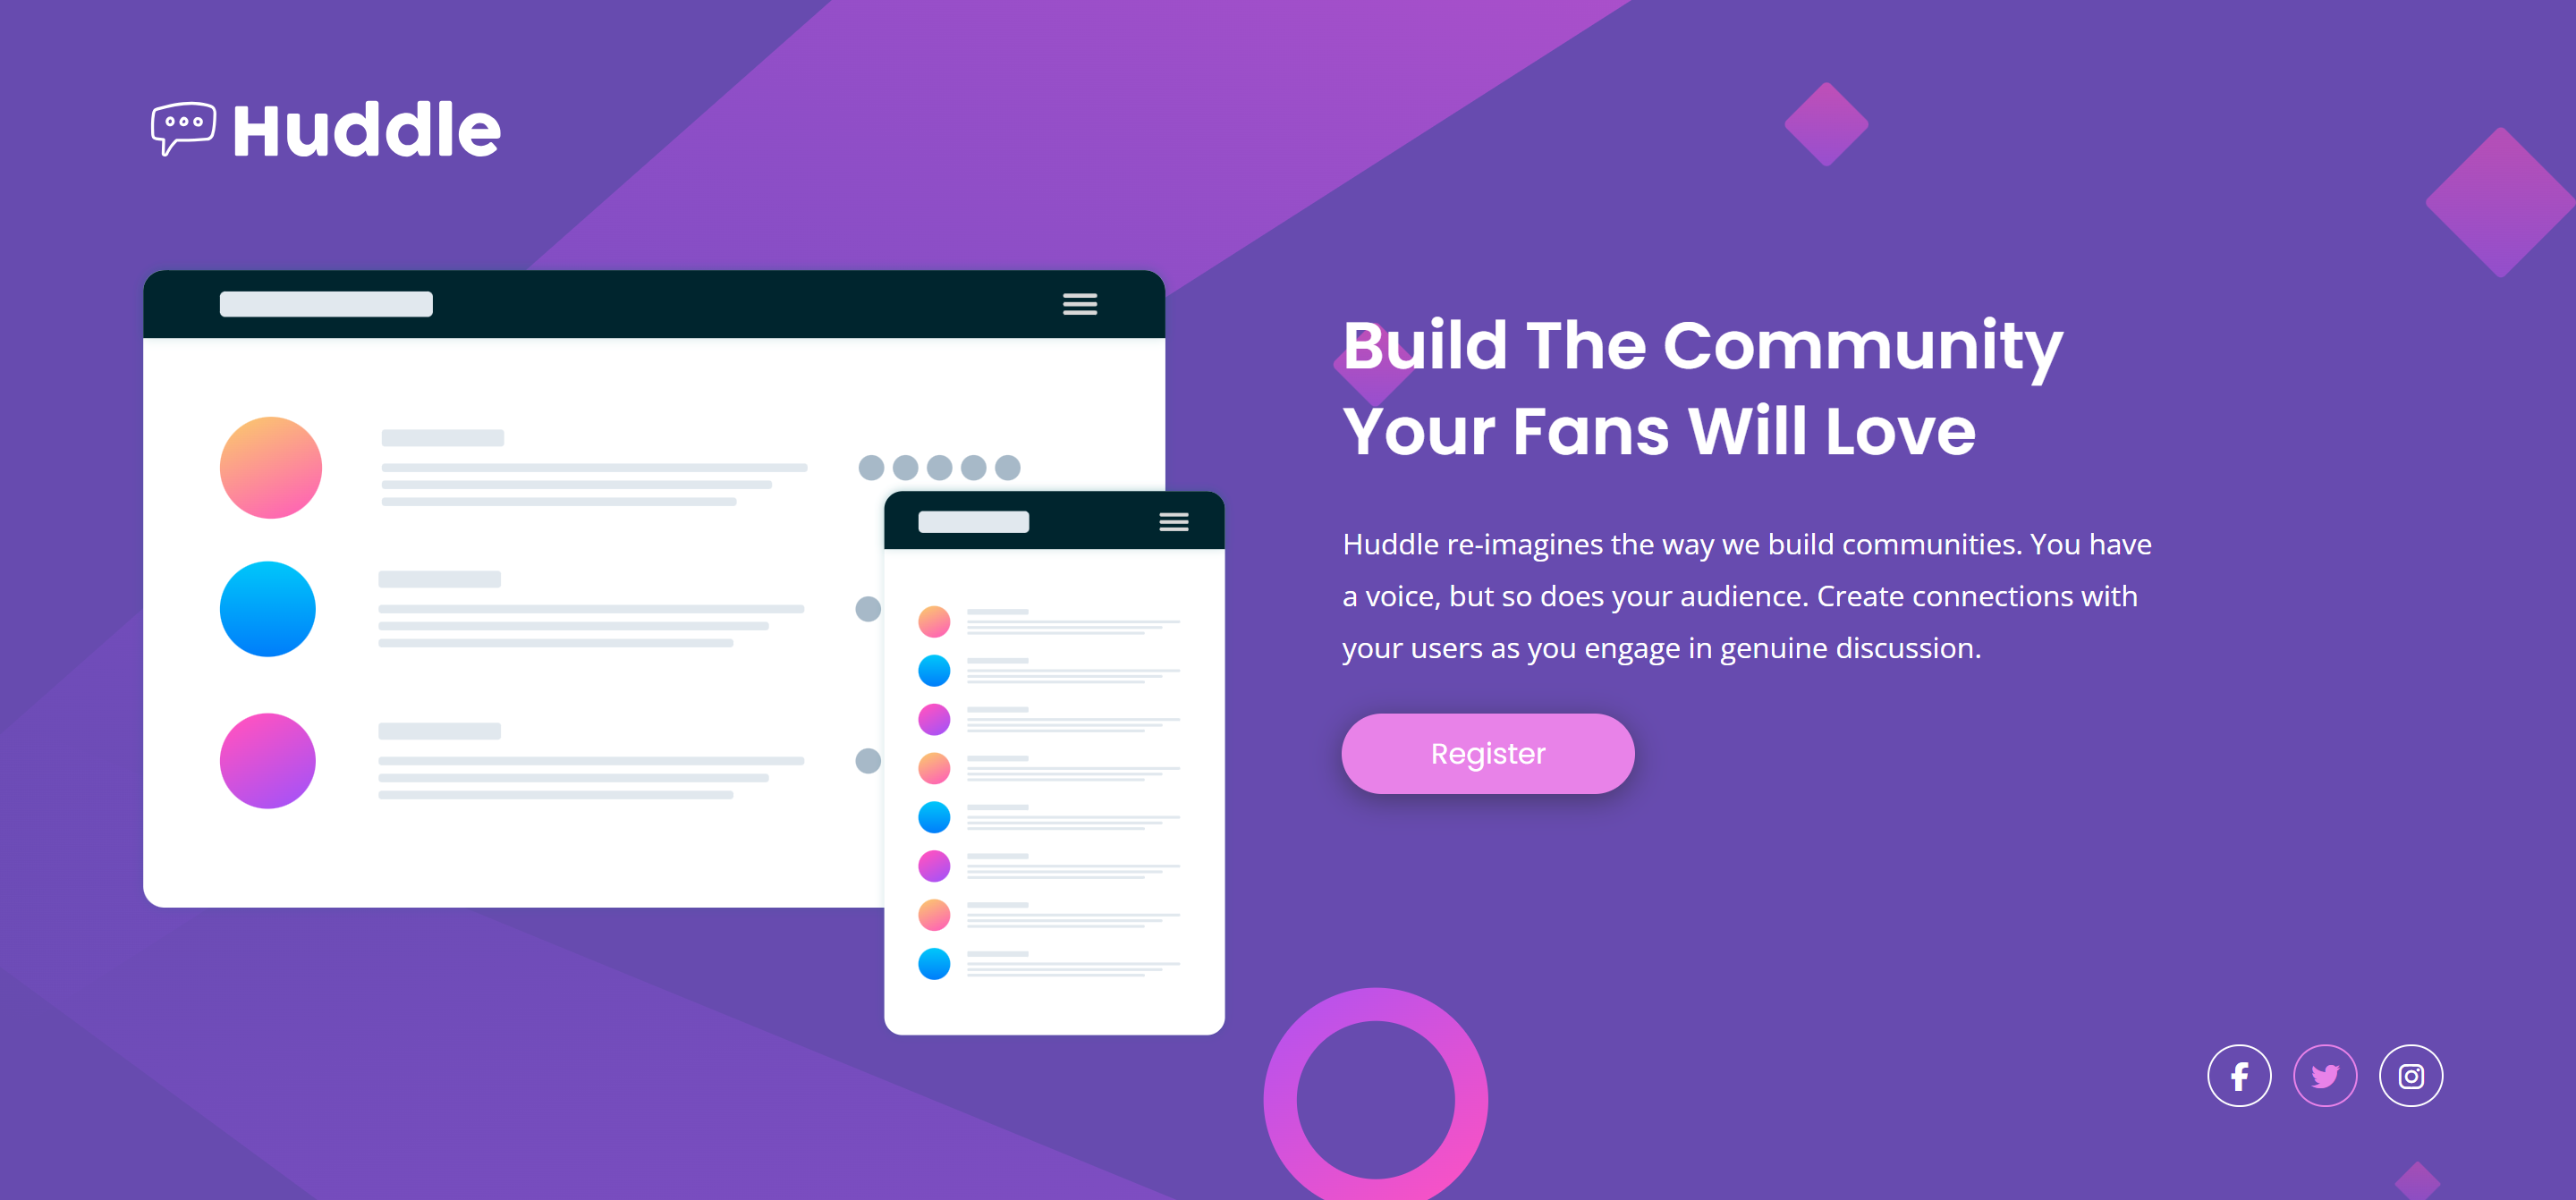 Huddle
Build The Community
Your Fans Will Love
Huddle re-imagines the way we build communities. You have
a voice, but so does your audience. Create connections with
your users as you engage in genuine discussion.
Register